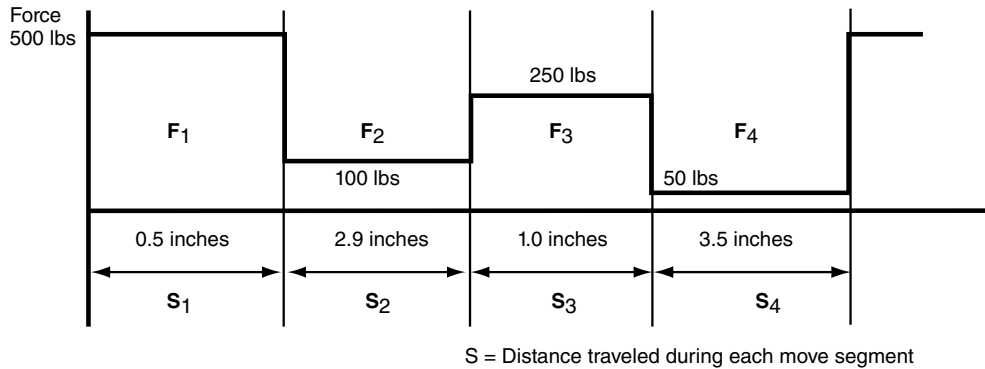 Force
500 lbs
250 lbs
F1
F2
F3
F4
100 lbs
50 lbs
0.5 inches
2.9 inches
1.0 inches
3.5 inches
S1
S2
S3
S4
S = Distance traveled during each move segment